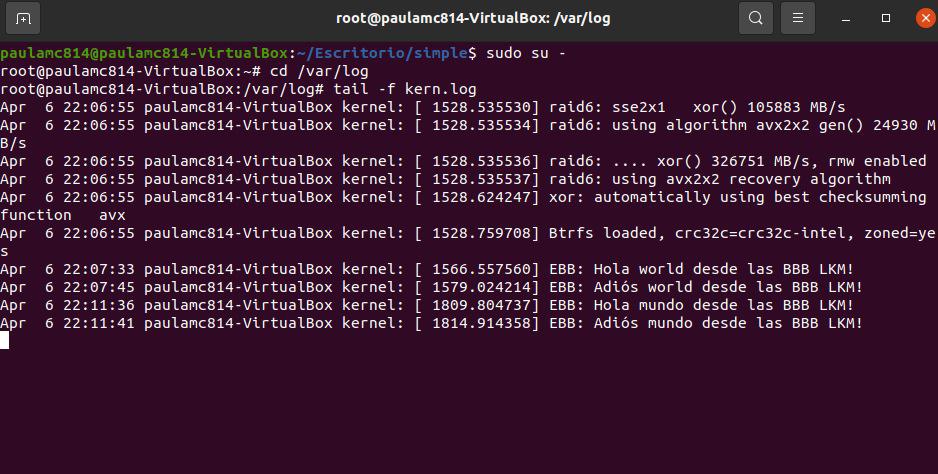 root@paulamc814-VirtualBox: /var/log
paulamc814@paulamc814-VirtualBox:~/Escritorio/simple$ sudo su -
root@paulamc814-VirtualBox:~# cd /var/log
root@paulamc814-VirtualBox:/var/log# tail -f kern.log
Apr  6 22:06:55 paulamc814-VirtualBox kernel: [ 1528.535530] raid6: sse2x1   xor() 105883 MB/s
Apr  6 22:06:55 paulamc814-VirtualBox kernel: [ 1528.535534] raid6: using algorithm avx2x2 gen() 24930 M
B/s
Apr  6 22:06:55 paulamc814-VirtualBox kernel: [ 1528.535536] raid6: .... xor() 326751 MB/s, rmw enabled
Apr  6 22:06:55 paulamc814-VirtualBox kernel: [ 1528.535537] raid6: using avx2x2 recovery algorithm
Apr  6 22:06:55 paulamc814-VirtualBox kernel: [ 1528.624247] xor: automatically using best checksumming
function   avx
Apr  6 22:06:55 paulamc814-VirtualBox kernel: [ 1528.759708] Btrfs loaded, crc32c=crc32c-intel, zoned=ye
s
Apr  6 22:07:33 paulamc814-VirtualBox kernel: [ 1566.557560] EBB: Hola world desde las BBB LKM!
Apr  6 22:07:45 paulamc814-VirtualBox kernel: [ 1579.024214] EBB: Adiós world desde las BBB LKM!
Apr  6 22:11:36 paulamc814-VirtualBox kernel: [ 1809.804737] EBB: Hola mundo desde las BBB LKM!
Apr  6 22:11:41 paulamc814-VirtualBox kernel: [ 1814.914358] EBB: Adiós mundo desde las BBB LKM!